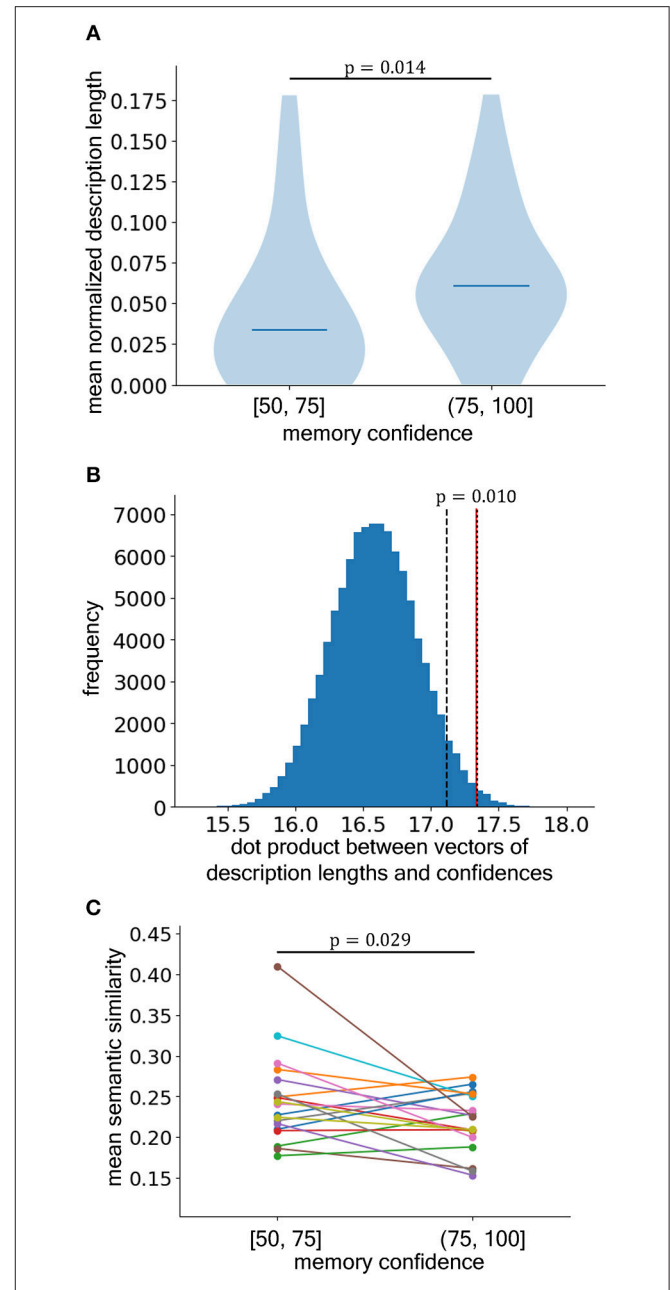 A
p = 0.014
mean normalized description length
0.175
0.150
0.125
0.100
0.075
0.050
0.025
0.000
[50, 75] (75, 100]
memory confidence
B
p = 0.010
frequency
7000
6000
5000
4000
3000
2000
1000
0
15.5 16.0 16.5 17.0 17.5 18.0
dot product between vectors of
description lengths and confidences
C
p = 0.029
mean semantic similarity
0.45
0.40
0.35
0.30
0.25
0.20
0.15
[50, 75] (75, 100]
memory confidence